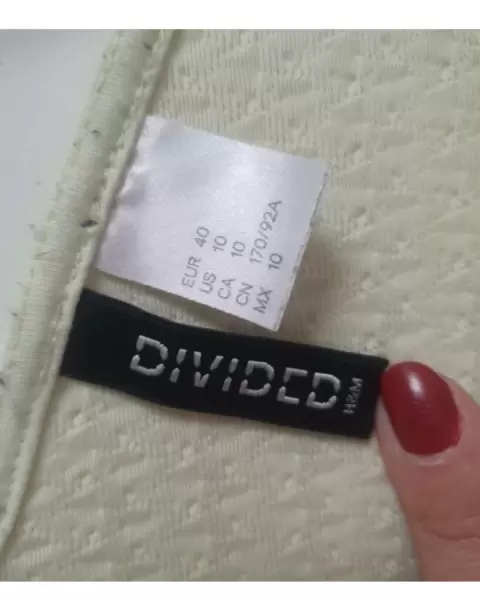 EUR 40
US 10
CA 10
CN 170/92A
MX 10
DIVIDED
H&M